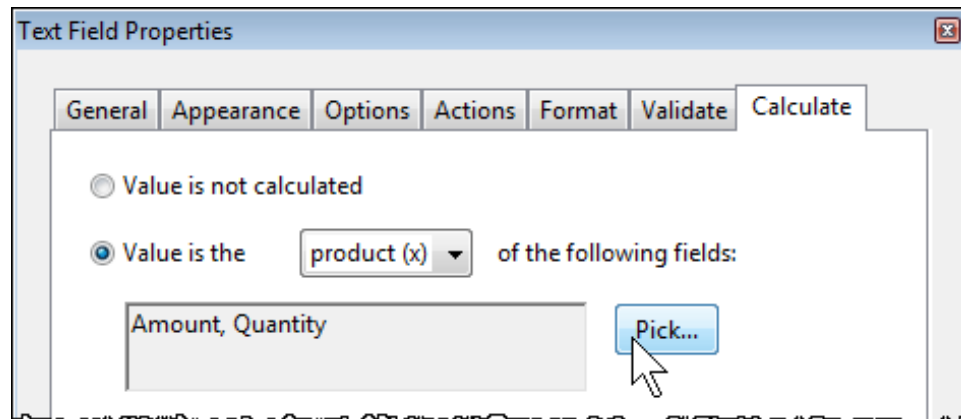 Text Field Properties
General Appearance Options Actions Format Validate Calculate
Value is not calculated
Value is the product (x) of the following fields:
Amount, Quantity Pick...